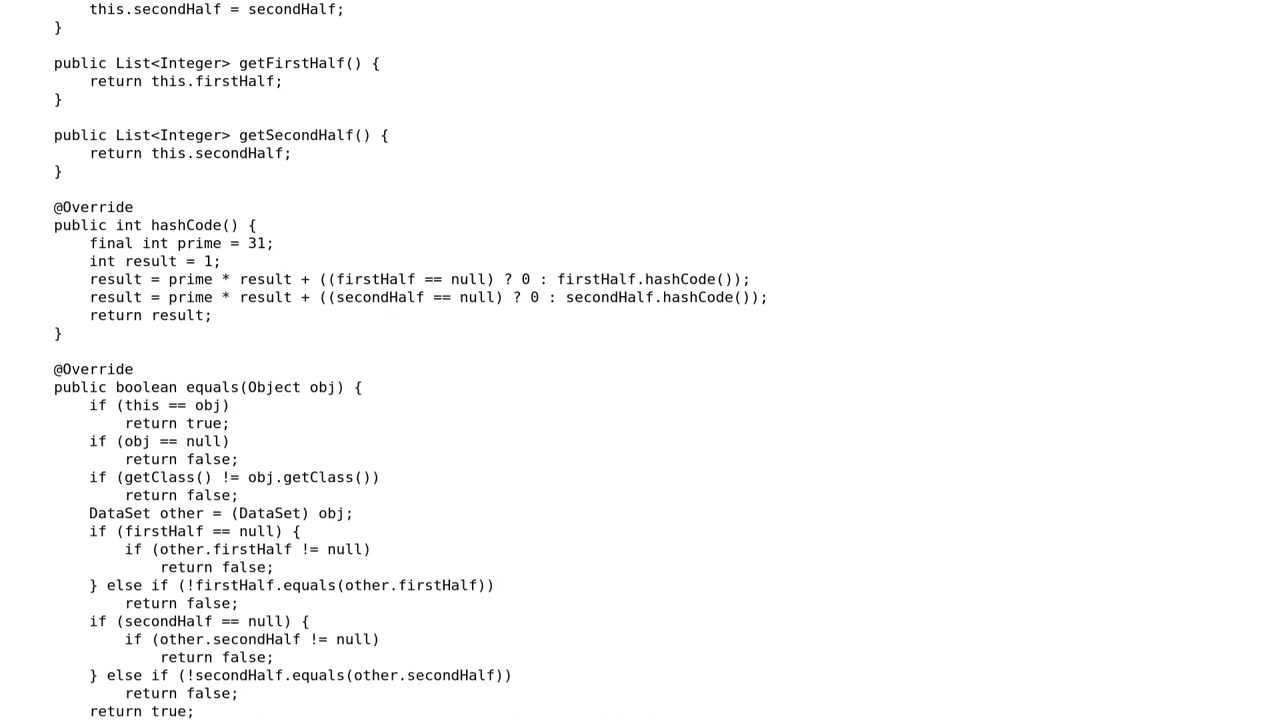 this.secondHalf = secondHalf;
}
public List<Integer> getFirstHalf() {
return this.firstHalf;
}
public List<Integer> getSecondHalf() {
return this.secondHalf;
}
@Override
public int hashCode() {
final int prime = 31;
int result = 1;
result = prime * result + ((firstHalf == null) ? 0 : firstHalf.hashCode());
result = prime * result + ((secondHalf == null) ? 0 : secondHalf.hashCode());
return result;
}
@Override
public boolean equals(Object obj) {
if (this == obj)
return true;
if (obj == null)
return false;
if (getClass() != obj.getClass())
return false;
DataSet other = (DataSet) obj;
if (firstHalf == null) {
if (other.firstHalf != null)
return false;
} else if (!firstHalf.equals(other.firstHalf))
return false;
if (secondHalf == null) {
if (other.secondHalf != null)
return false;
} else if (!secondHalf.equals(other.secondHalf))
return false;
return true;